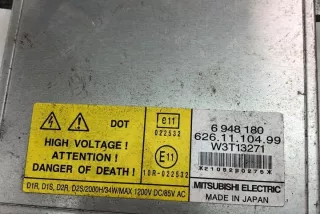 DOT
HIGH VOLTAGE !
ATTENTION !
DANGER OF DEATH !
e11
022532
E11
10R-022532
6 948 180
626.11.104.99
W3T13271
*2105290275*
D1R, D1S, D2R, D2S/2000H/34W/MAX 1200V DC/85V AC
MITSUBISHI ELECTRIC
MADE IN JAPAN